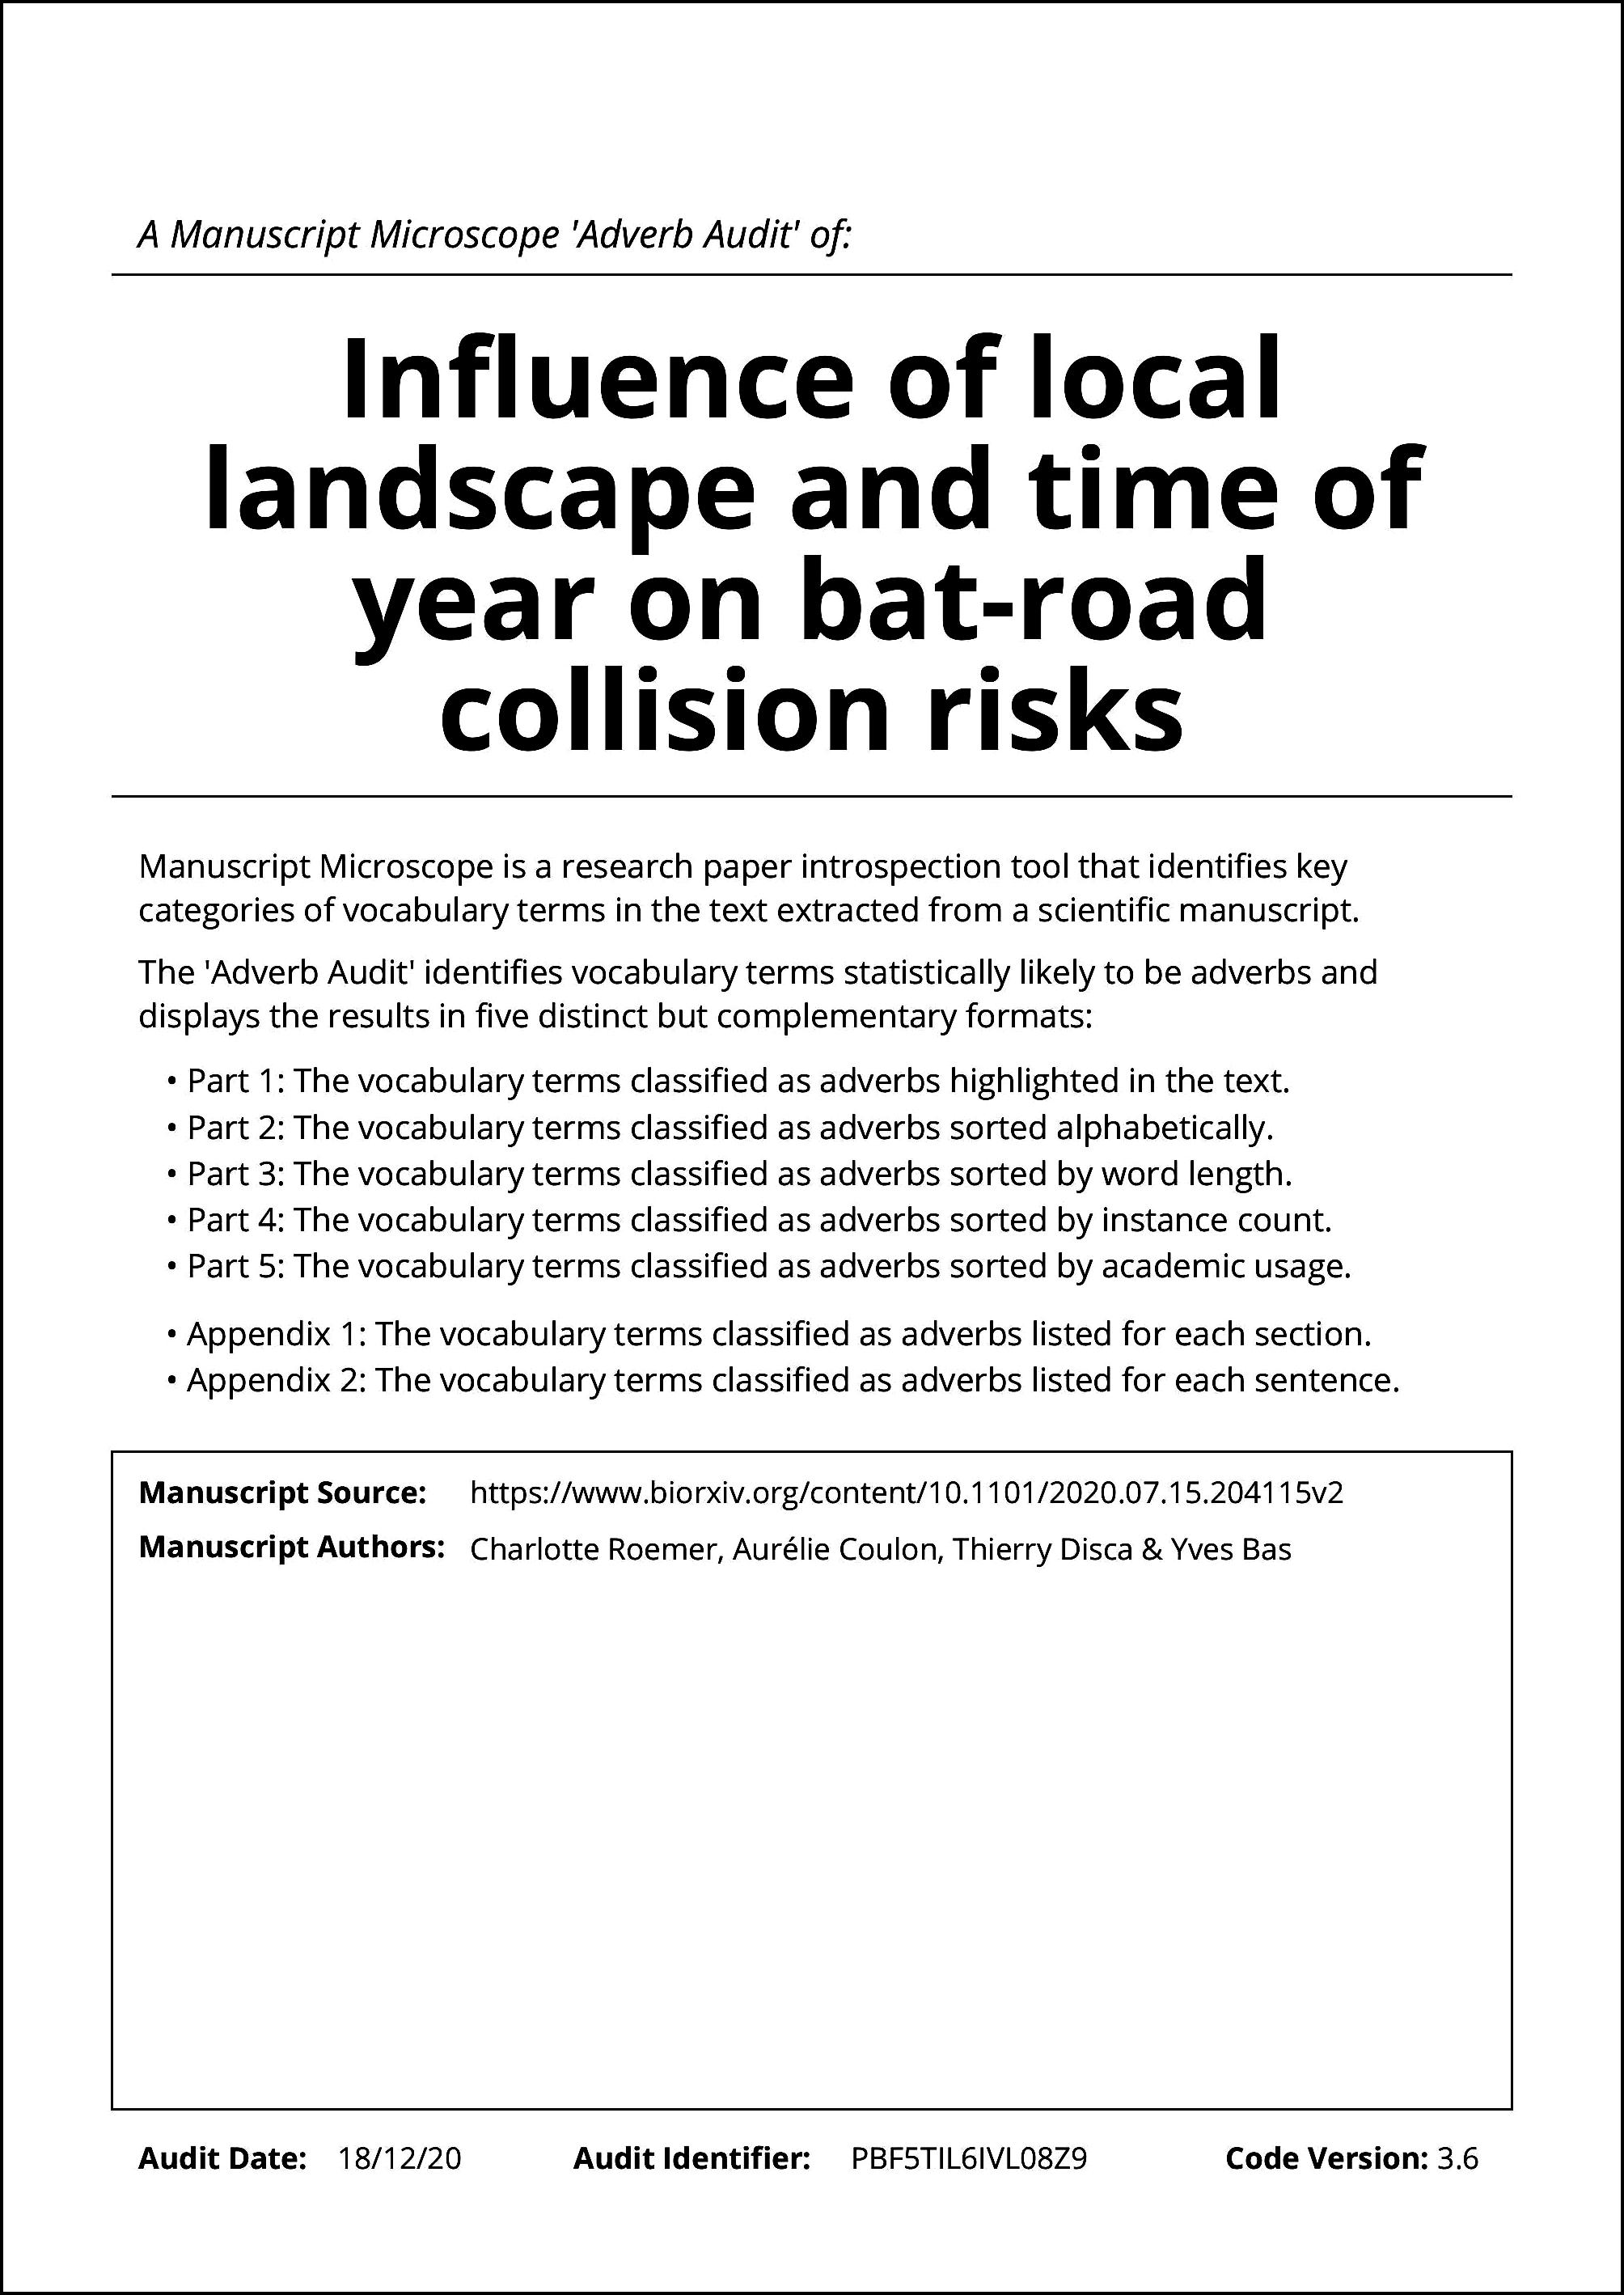 A Manuscript Microscope 'Adverb Audit' of:
Influence of local
landscape and time of
year on bat-road
collision risks
Manuscript Microscope is a research paper introspection tool that identifies key
categories of vocabulary terms in the text extracted from a scientific manuscript.
The 'Adverb Audit' identifies vocabulary terms statistically likely to be adverbs and
displays the results in five distinct but complementary formats:
• Part 1: The vocabulary terms classified as adverbs highlighted in the text.
• Part 2: The vocabulary terms classified as adverbs sorted alphabetically.
• Part 3: The vocabulary terms classified as adverbs sorted by word length.
• Part 4: The vocabulary terms classified as adverbs sorted by instance count.
• Part 5: The vocabulary terms classified as adverbs sorted by academic usage.
• Appendix 1: The vocabulary terms classified as adverbs listed for each section.
• Appendix 2: The vocabulary terms classified as adverbs listed for each sentence.
Manuscript Source: https://www.biorxiv.org/content/10.1101/2020.07.15.204115v2
Manuscript Authors: Charlotte Roemer, Aurélie Coulon, Thierry Disca & Yves Bas
Audit Date: 18/12/20 Audit Identifier: PBF5TIL6IVL08Z9 Code Version: 3.6